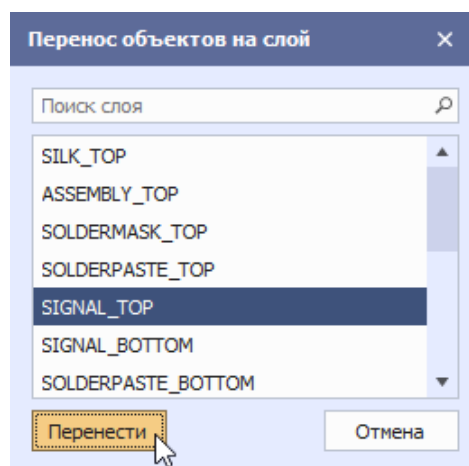 Перенос объектов на слой
Поиск слоя
SILK_TOP
ASSEMBLY_TOP
SOLDERMASK_TOP
SOLDERPASTE_TOP
SIGNAL_TOP
SIGNAL_BOTTOM
SOLDERPASTE_BOTTOM
Перенести Отмена